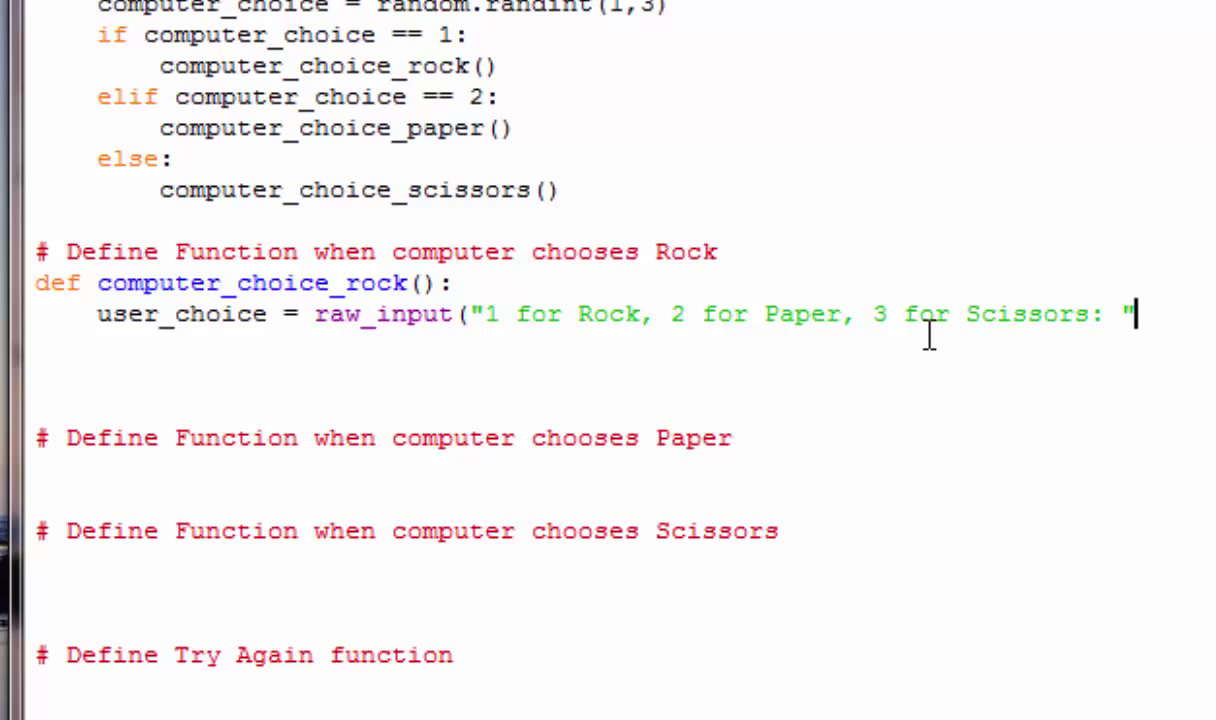 computer_choice = random.randint(1,3)
if computer_choice == 1:
computer_choice_rock()
elif computer_choice == 2:
computer_choice_paper()
else:
computer_choice_scissors()
# Define Function when computer chooses Rock
def computer_choice_rock():
user_choice = raw_input("1 for Rock, 2 for Paper, 3 for Scissors: "
# Define Function when computer chooses Paper
# Define Function when computer chooses Scissors
# Define Try Again function